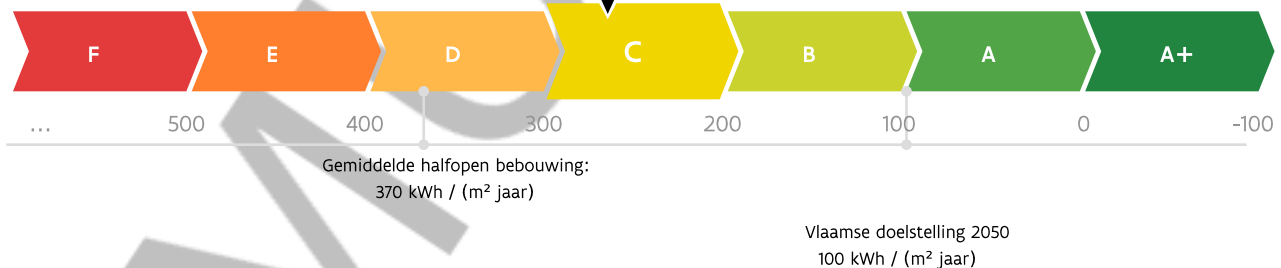 F E D C B A A+
... 500 400 300 200 100 0 -100
Gemiddelde halfopen bebouwing:
370 kWh / (m² jaar)
Vlaamse doelstelling 2050
100 kWh / (m² jaar)